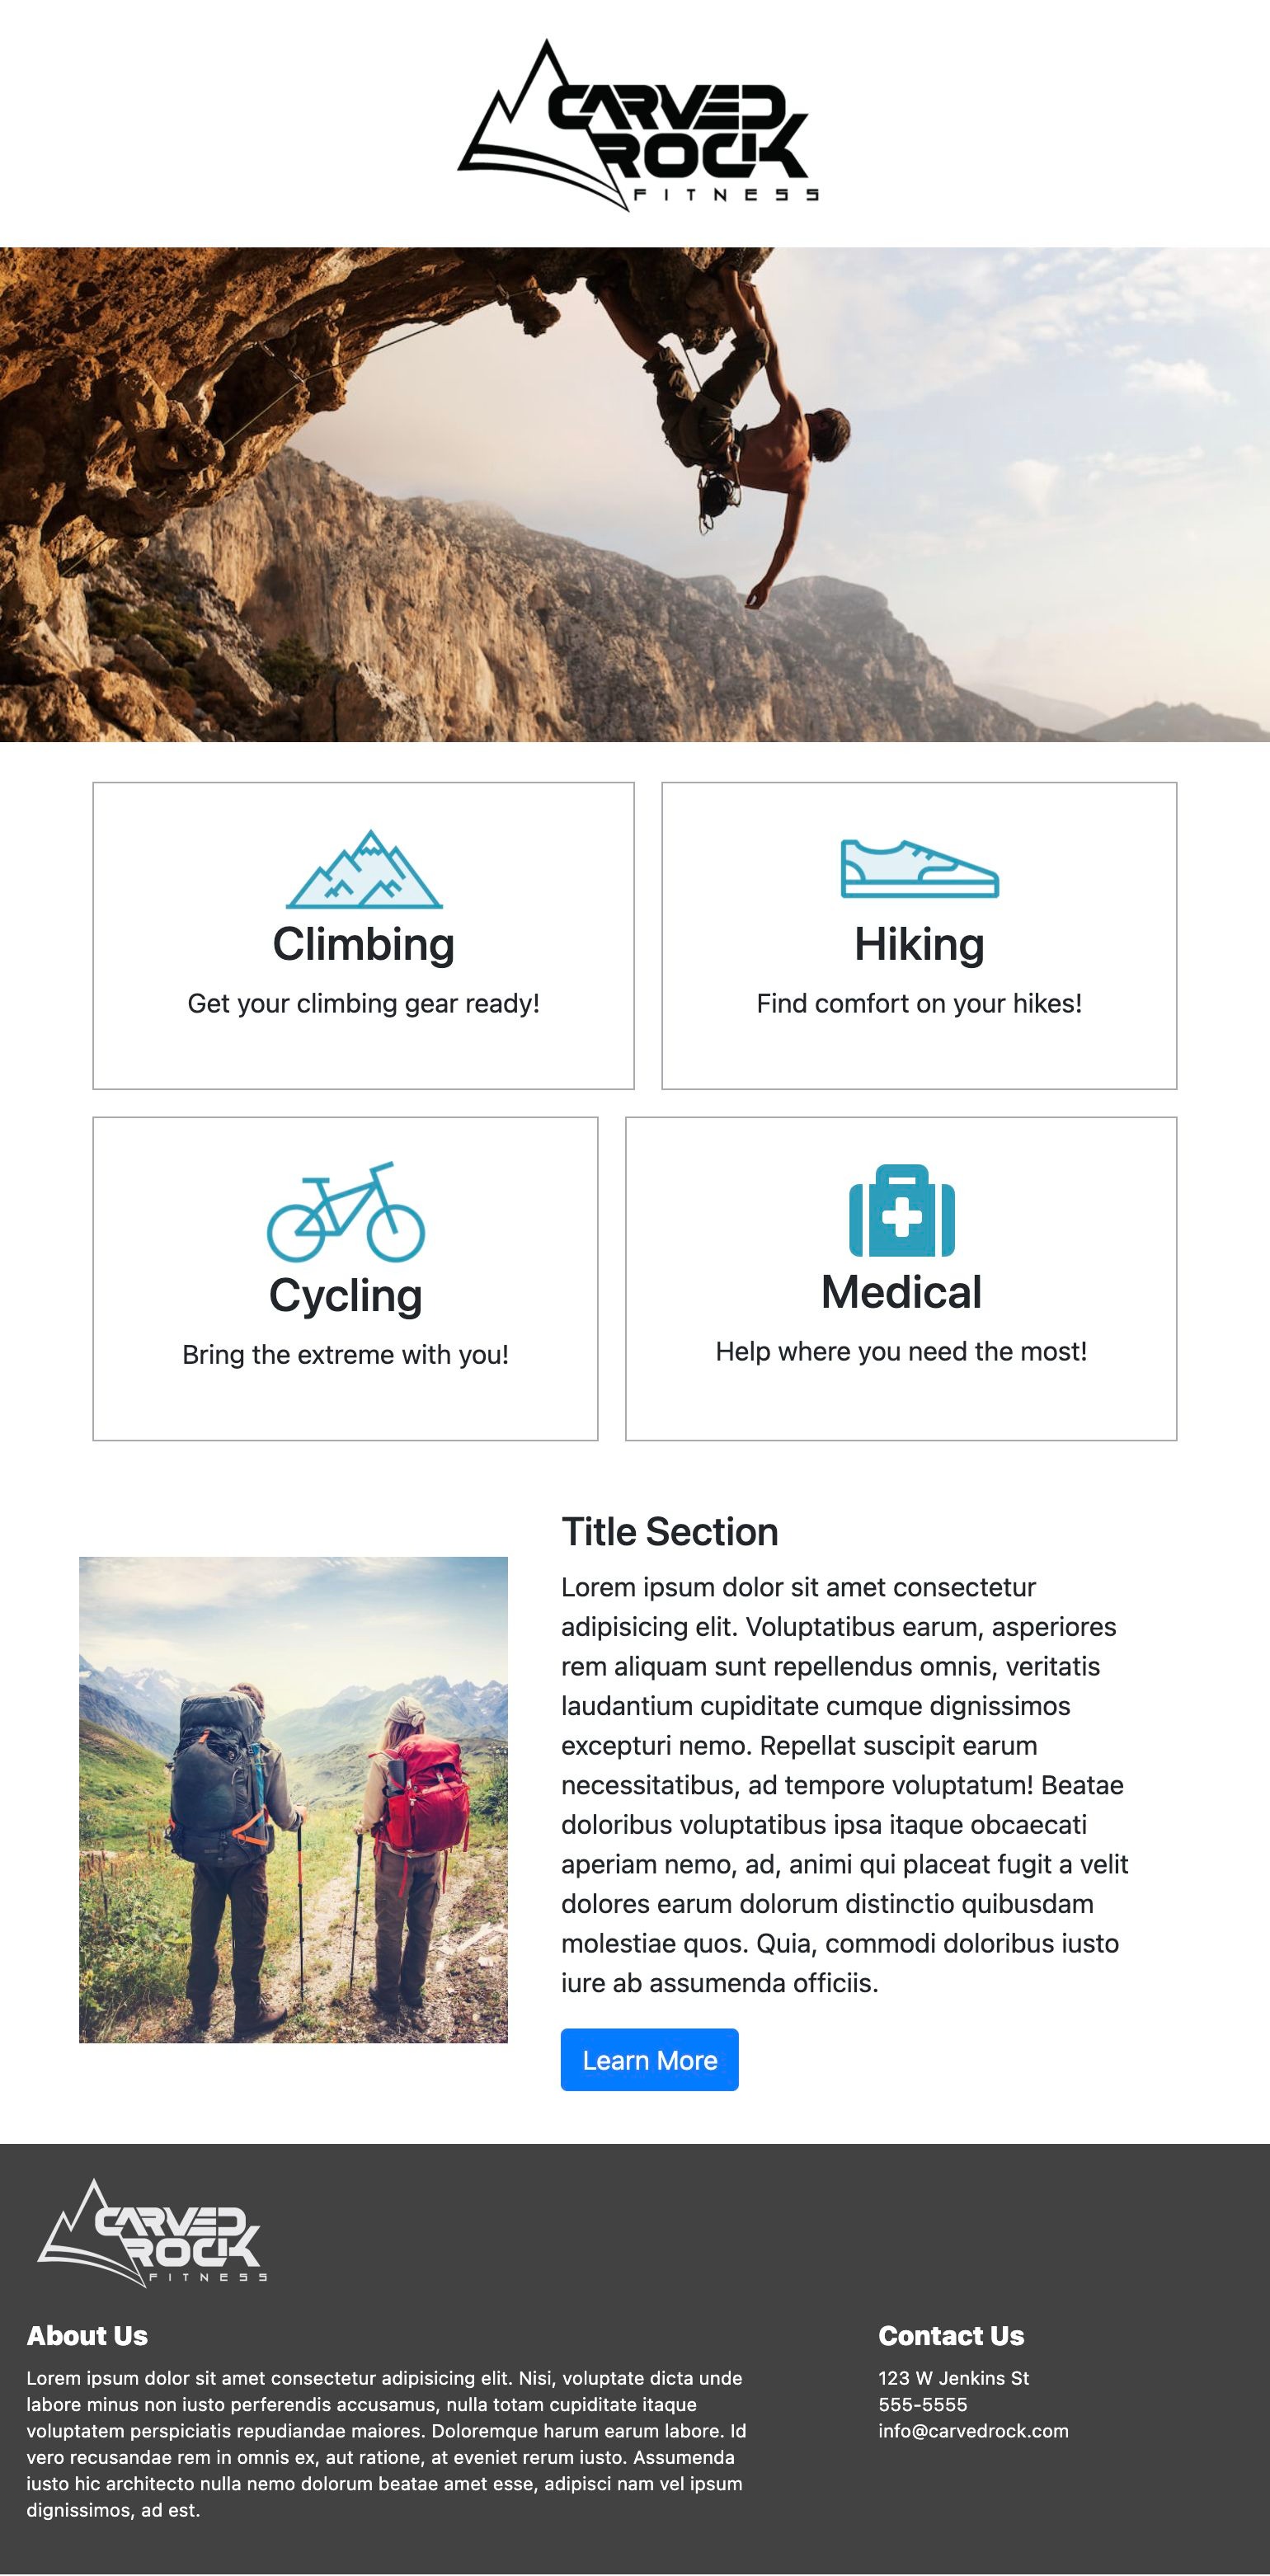 CARVED
ROCK
FITNESS
Climbing
Get your climbing gear ready!
Hiking
Find comfort on your hikes!
Cycling
Bring the extreme with you!
Medical
Help where you need the most!
Title Section
Lorem ipsum dolor sit amet consectetur
adipisicing elit. Voluptatibus earum, asperiores
rem aliquam sunt repellendus omnis, veritatis
laudantium cupiditate cumque dignissimos
excepturi nemo. Repellat suscipit earum
necessitatibus, ad tempore voluptatum! Beatae
doloribus voluptatibus ipsa itaque obcaecati
aperiam nemo, ad, animi qui placeat fugit a velit
dolores earum dolorum distinctio quibusdam
molestiae quos. Quia, commodi doloribus iusto
iure ab assumenda officiis.
Learn More
CARVED
ROCK
FITNESS
About Us
Lorem ipsum dolor sit amet consectetur adipisicing elit. Nisi, voluptate dicta unde
labore minus non iusto perferendis accusamus, nulla totam cupiditate itaque
voluptatem perspiciatis repudiandae maiores. Doloremque harum earum labore. Id
vero recusandae rem in omnis ex, aut ratione, at eveniet rerum iusto. Assumenda
iusto hic architecto nulla nemo dolorum beatae amet esse, adipisci nam vel ipsum
dignissimos, ad est.
Contact Us
123 W Jenkins St
555-5555
info@carvedrock.com